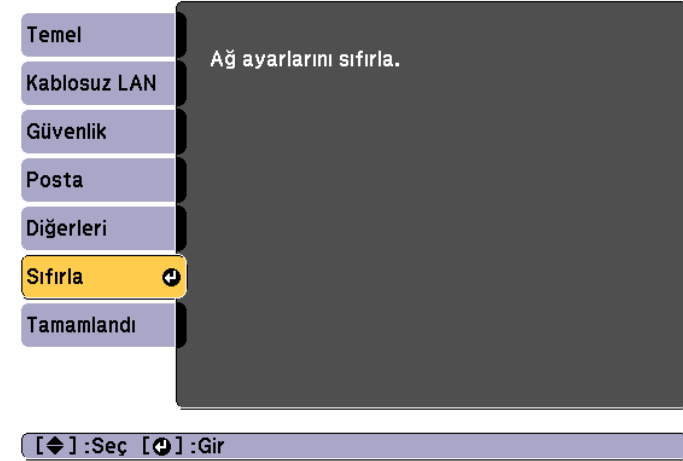 Temel
Kablosuz LAN
Güvenlik
Posta
Diğerleri
Sıfırla
Tamamlandı
Ağ ayarlarını sıfırla.
[◆]:Seç [↵]:Gir